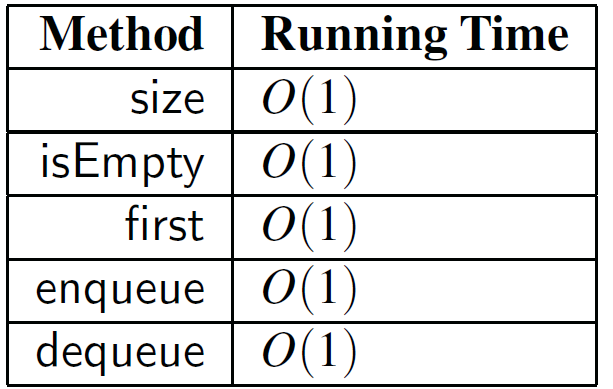 Method Running Time
size O(1)
isEmpty O(1)
first O(1)
enqueue O(1)
dequeue O(1)